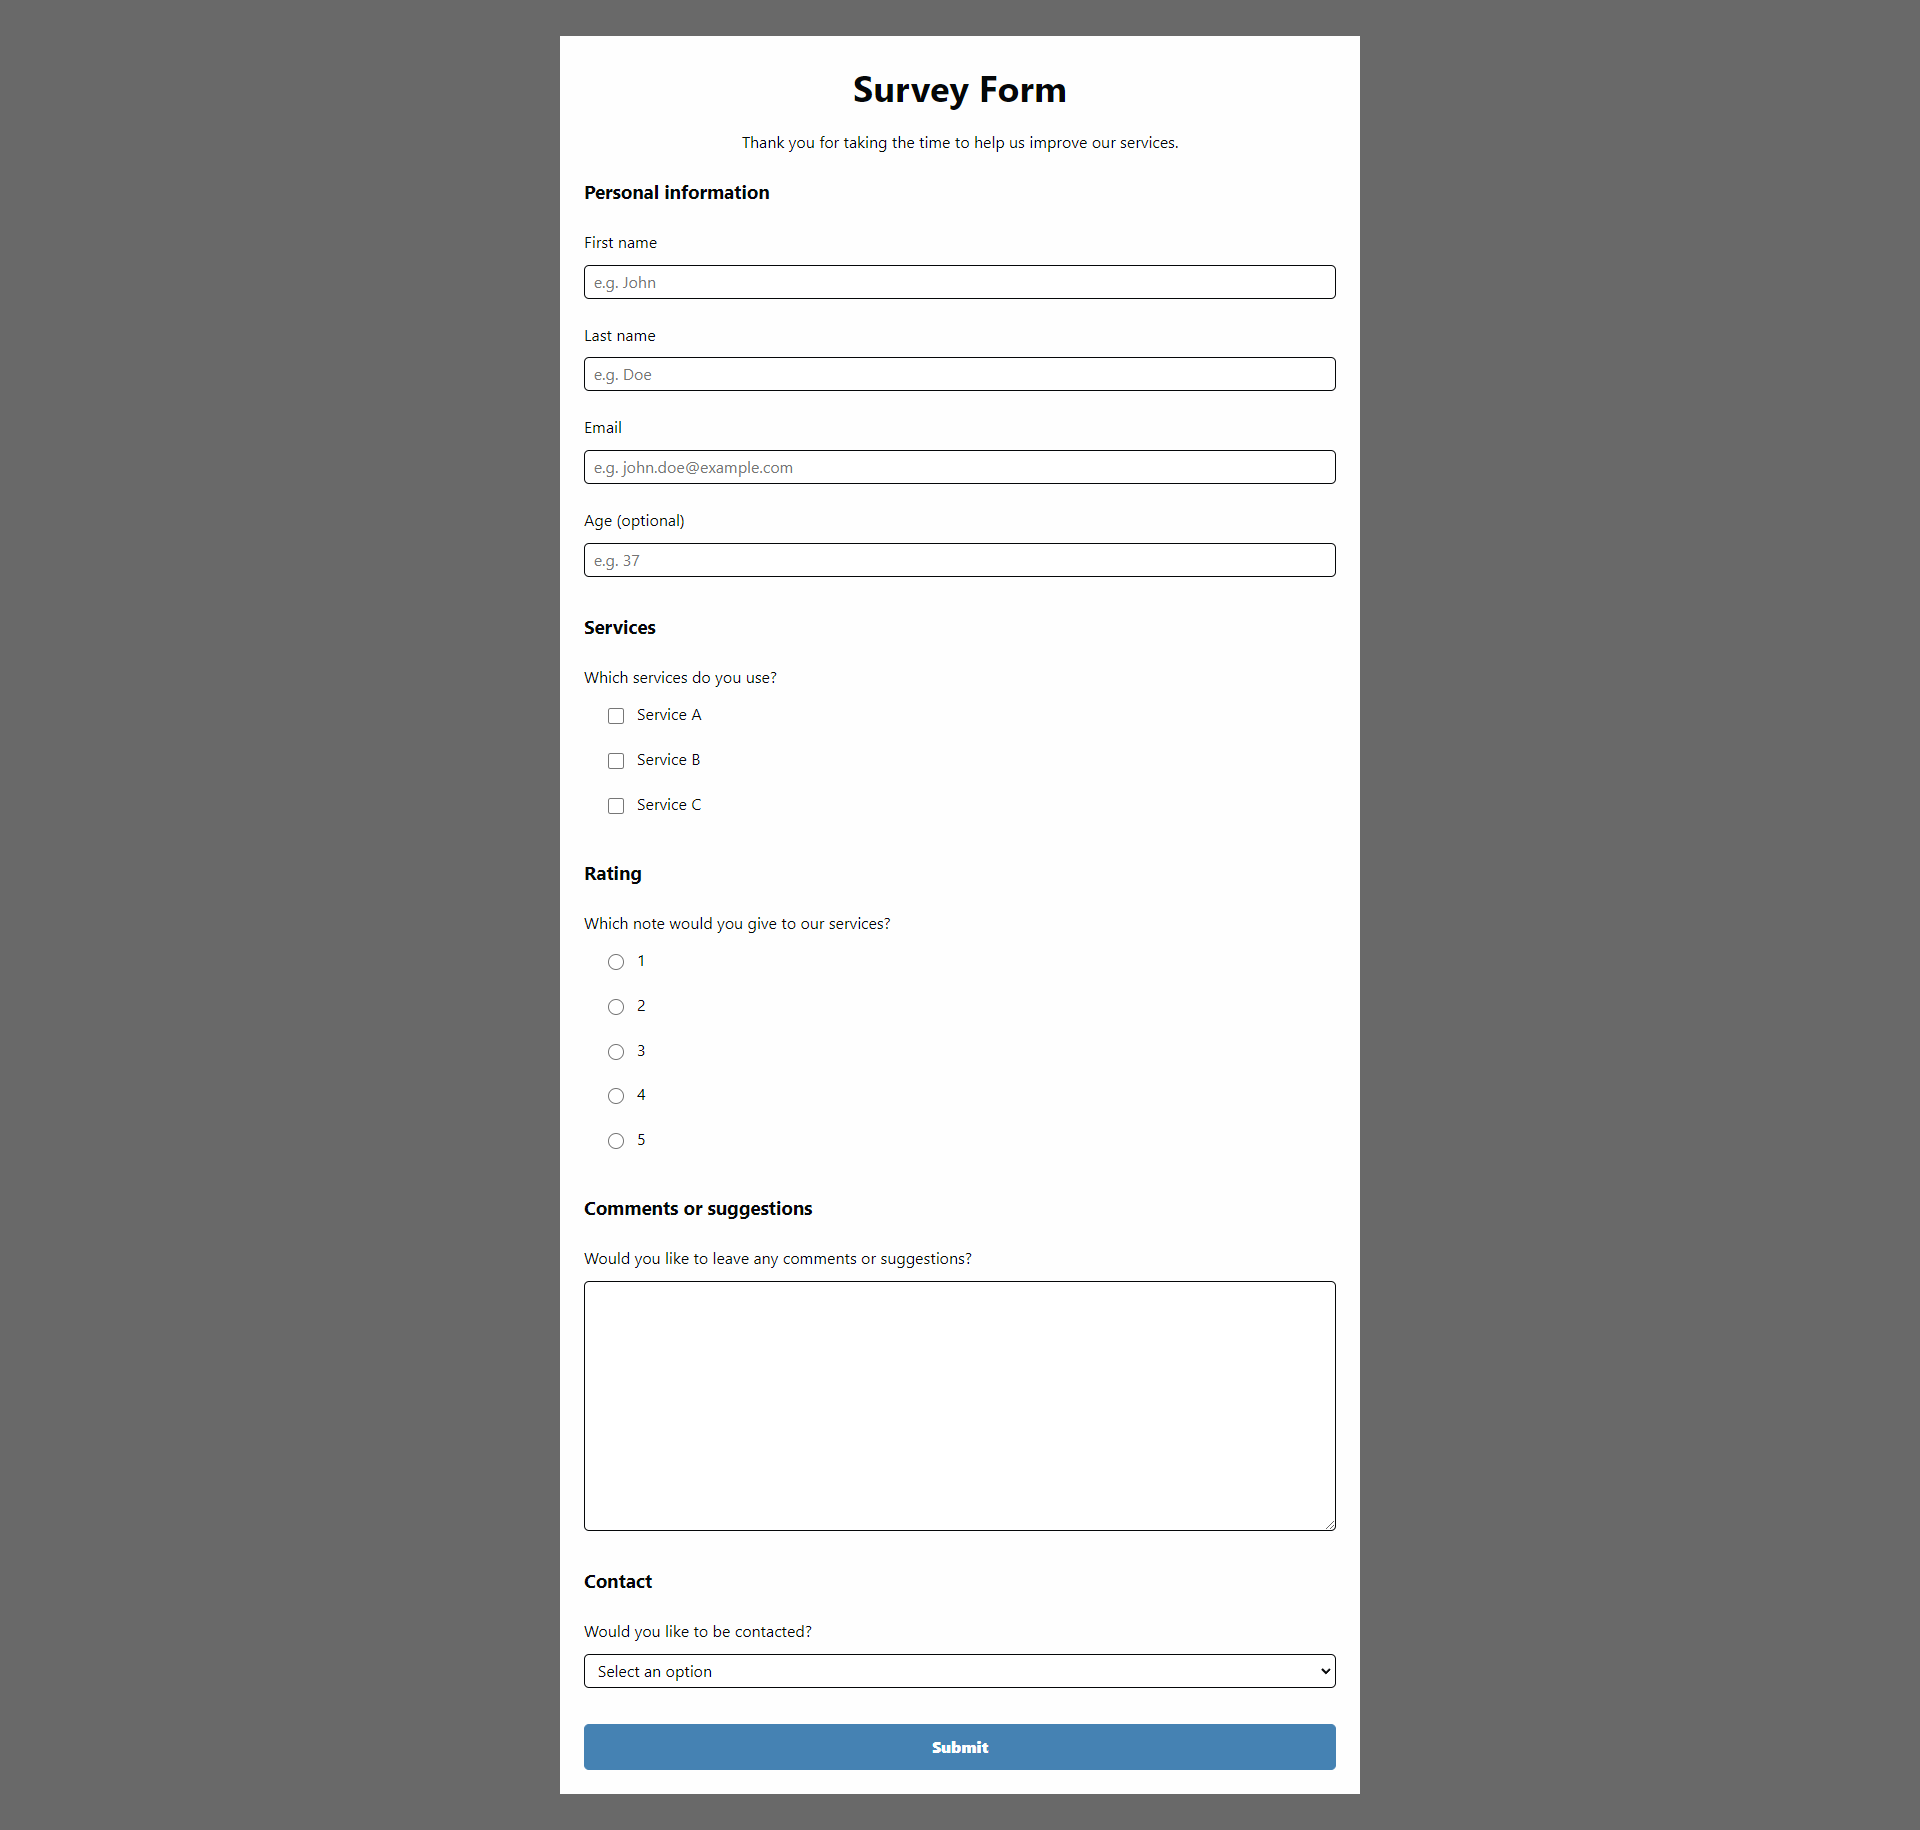 Survey Form
Thank you for taking the time to help us improve our services.
Personal information
First name
e.g. John
Last name
e.g. Doe
Email
e.g. john.doe@example.com
Age (optional)
e.g. 37
Services
Which services do you use?
Service A
Service B
Service C
Rating
Which note would you give to our services?
1
2
3
4
5
Comments or suggestions
Would you like to leave any comments or suggestions?
Contact
Would you like to be contacted?
Select an option
Submit